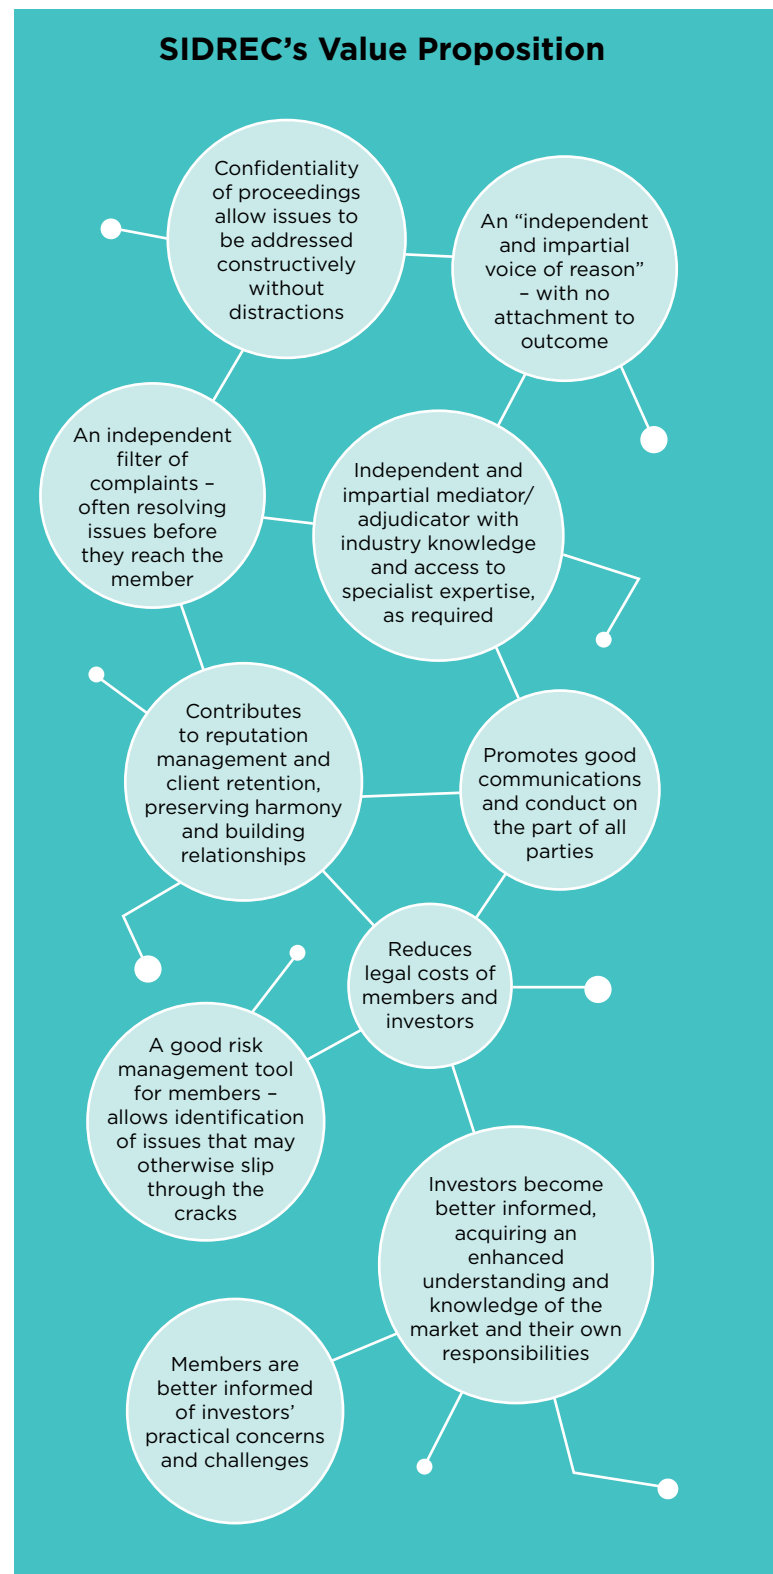 SIDREC’s Value Proposition
Confidentiality
of proceedings
allow issues to
be addressed
constructively
without
distractions
An “independent
and impartial
voice of reason”
– with no
attachment to
outcome
An independent
filter of
complaints –
often resolving
issues before
they reach the
member
Independent and
impartial mediator/
adjudicator with
industry knowledge
and access to
specialist expertise,
as required
Contributes
to reputation
management and
client retention,
preserving harmony
and building
relationships
Promotes good
communications
and conduct on
the part of all
parties
Reduces
legal costs of
members and
investors
A good risk
management tool
for members –
allows identification
of issues that may
otherwise slip
through the
cracks
Investors become
better informed,
acquiring an
enhanced
understanding and
knowledge of the
market and their own
responsibilities
Members are
better informed
of investors’
practical concerns
and challenges